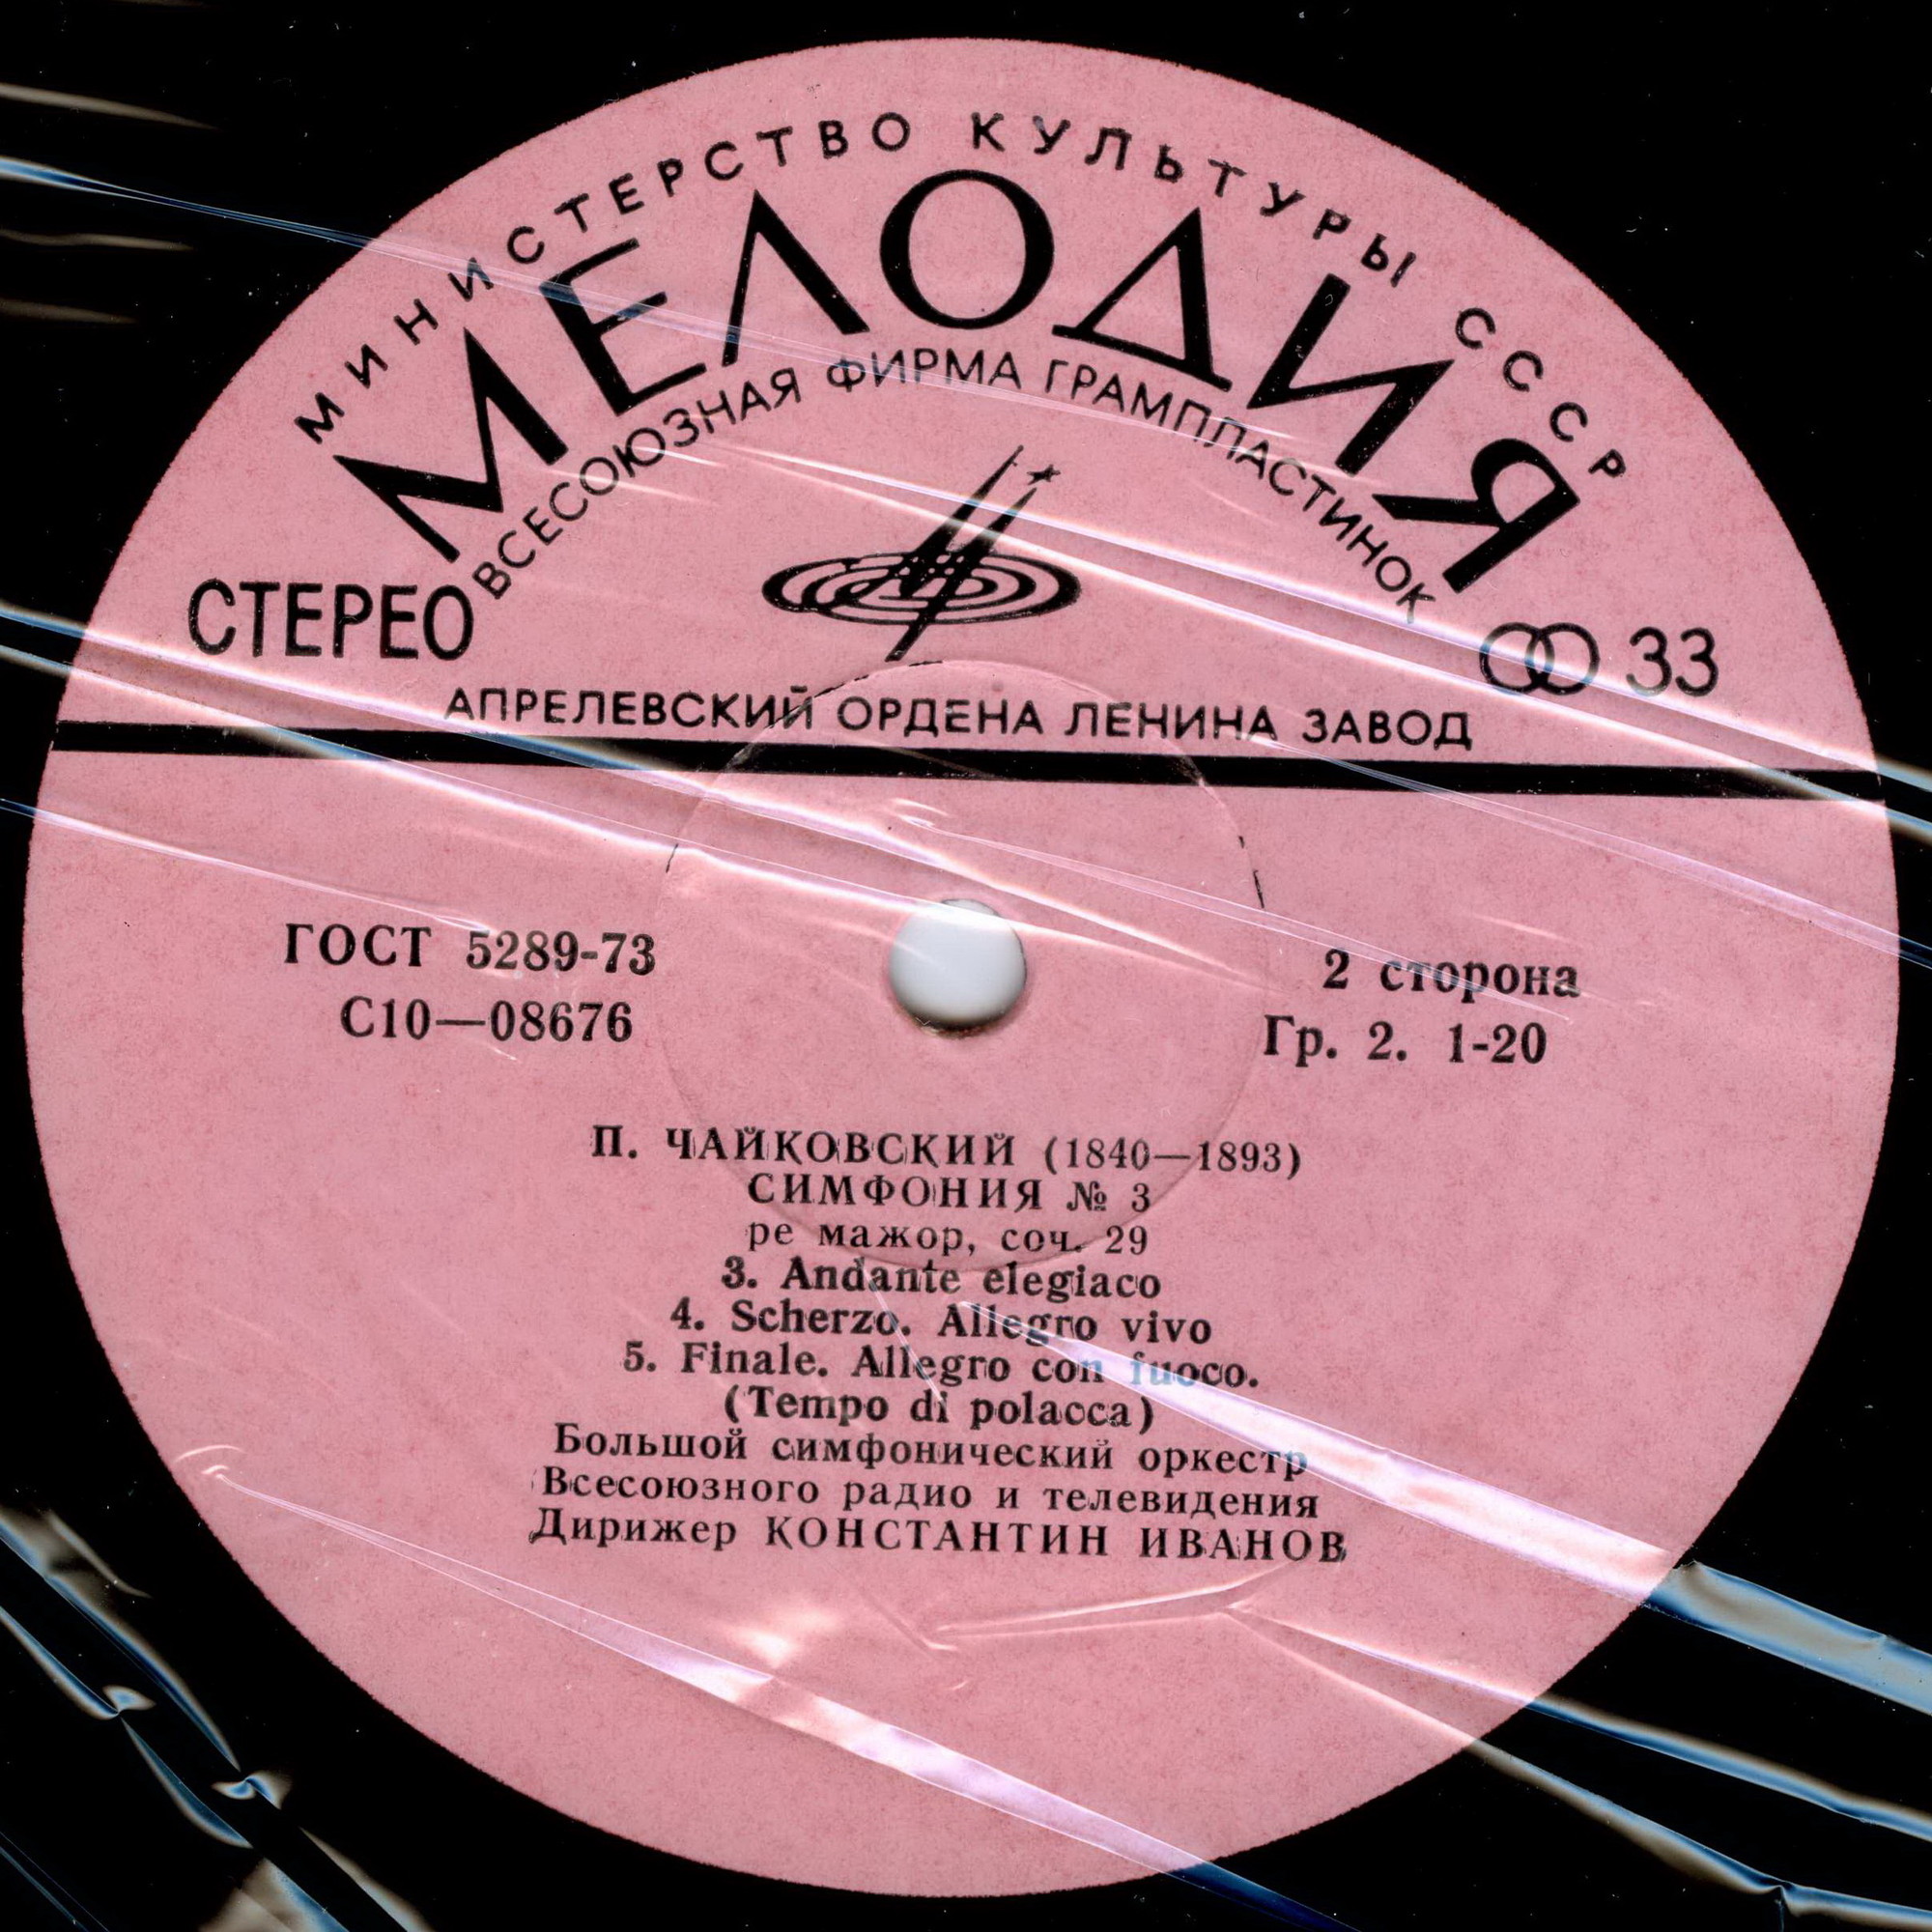 МИНИСТЕРСТВО КУЛЬТУРЫ СССР
МЕЛОДИЯ
ВСЕСОЮЗНАЯ ФИРМА ГРАМПЛАСТИНОК
СТЕРЕО
33
АПРЕЛЕВСКИЙ ОРДЕНА ЛЕНИНА ЗАВОД
ГОСТ 5289-73
С10—08676
2 сторона
Гр. 2. 1-20
П. ЧАЙКОВСКИЙ (1840—1893)
СИМФОНИЯ № 3
ре мажор, соч. 29
3. Andante elegiaco
4. Scherzo. Allegro vivo
5. Finale. Allegro con fuoco.
(Tempo di polacca)
Большой симфонический оркестр
Всесоюзного радио и телевидения
Дирижер КОНСТАНТИН ИВАНОВ